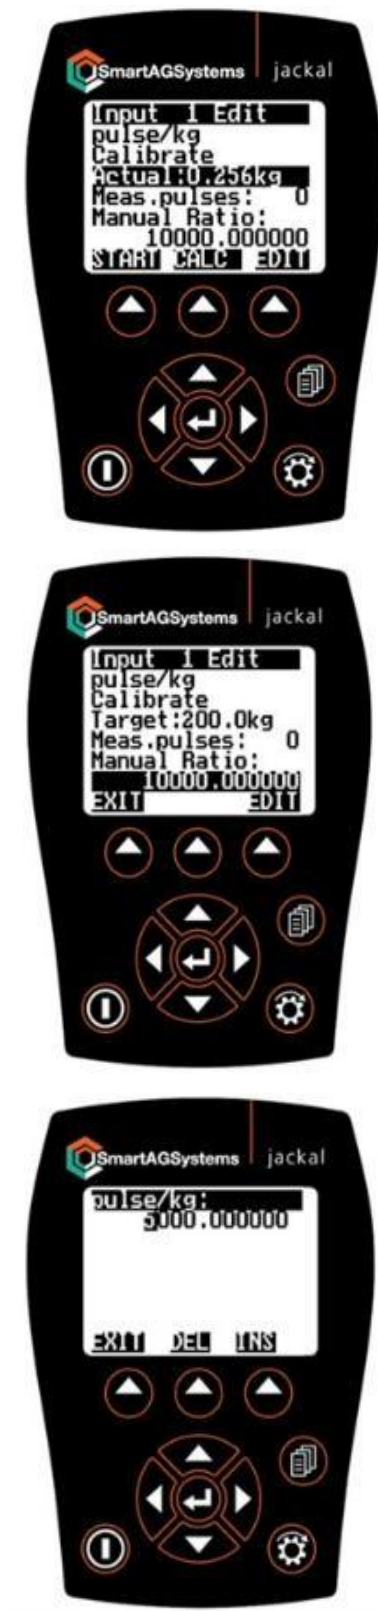 SmartAGSystems jackal
Input 1 Edit
pulse/kg
Calibrate
Actual:0.256kg
Meas.pulses: 0
Manual Ratio:
10000.000000
START CALC EDIT
SmartAGSystems jackal
Input 1 Edit
pulse/kg
Calibrate
Target:200.0kg
Meas.pulses: 0
Manual Ratio:
10000.000000
EXIT EDIT
SmartAGSystems jackal
pulse/kg:
5000.000000
EXIT DEL INS